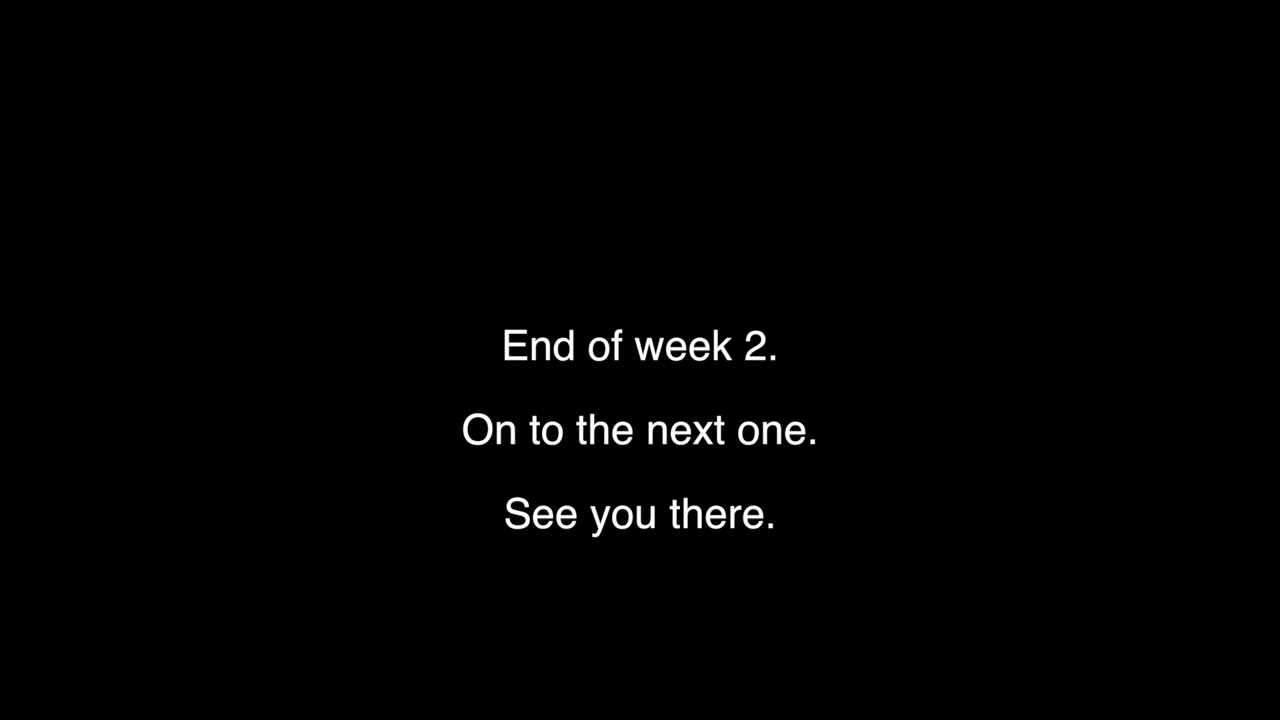 End of week 2.
On to the next one.
See you there.